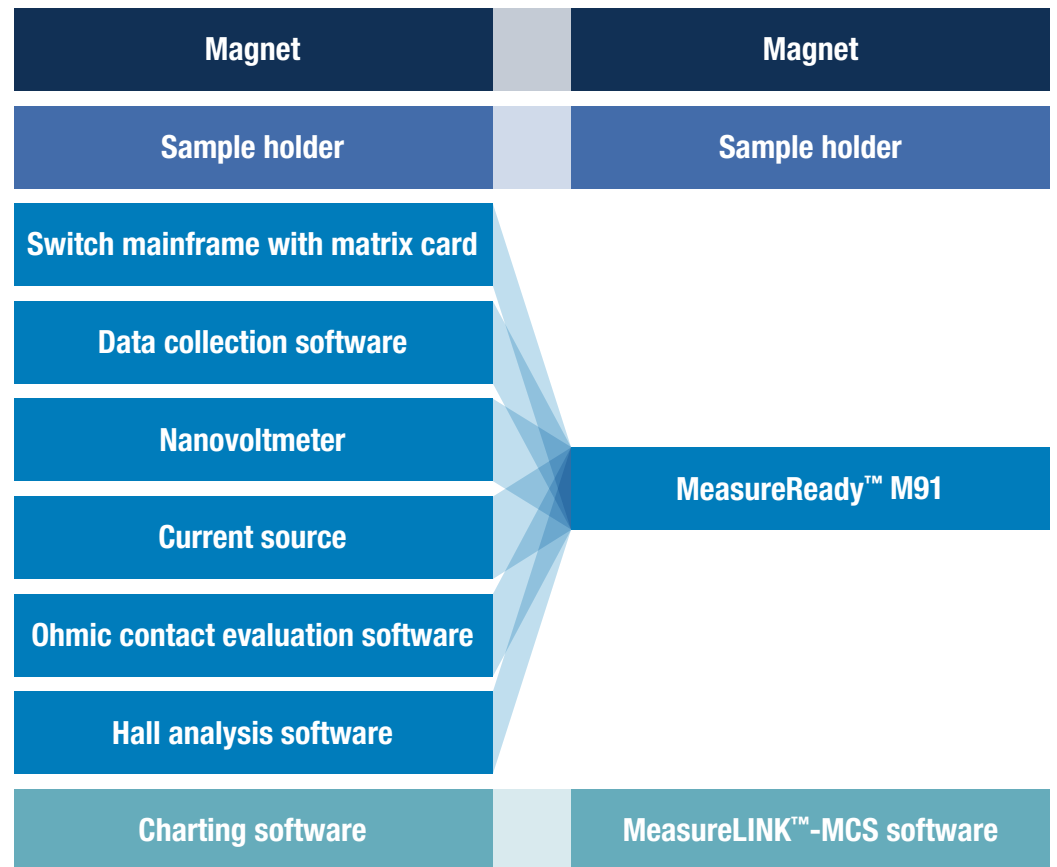 Magnet
Magnet
Sample holder
Sample holder
Switch mainframe with matrix card
Data collection software
Nanovoltmeter
MeasureReady™ M91
Current source
Ohmic contact evaluation software
Hall analysis software
Charting software
MeasureLINK™-MCS software